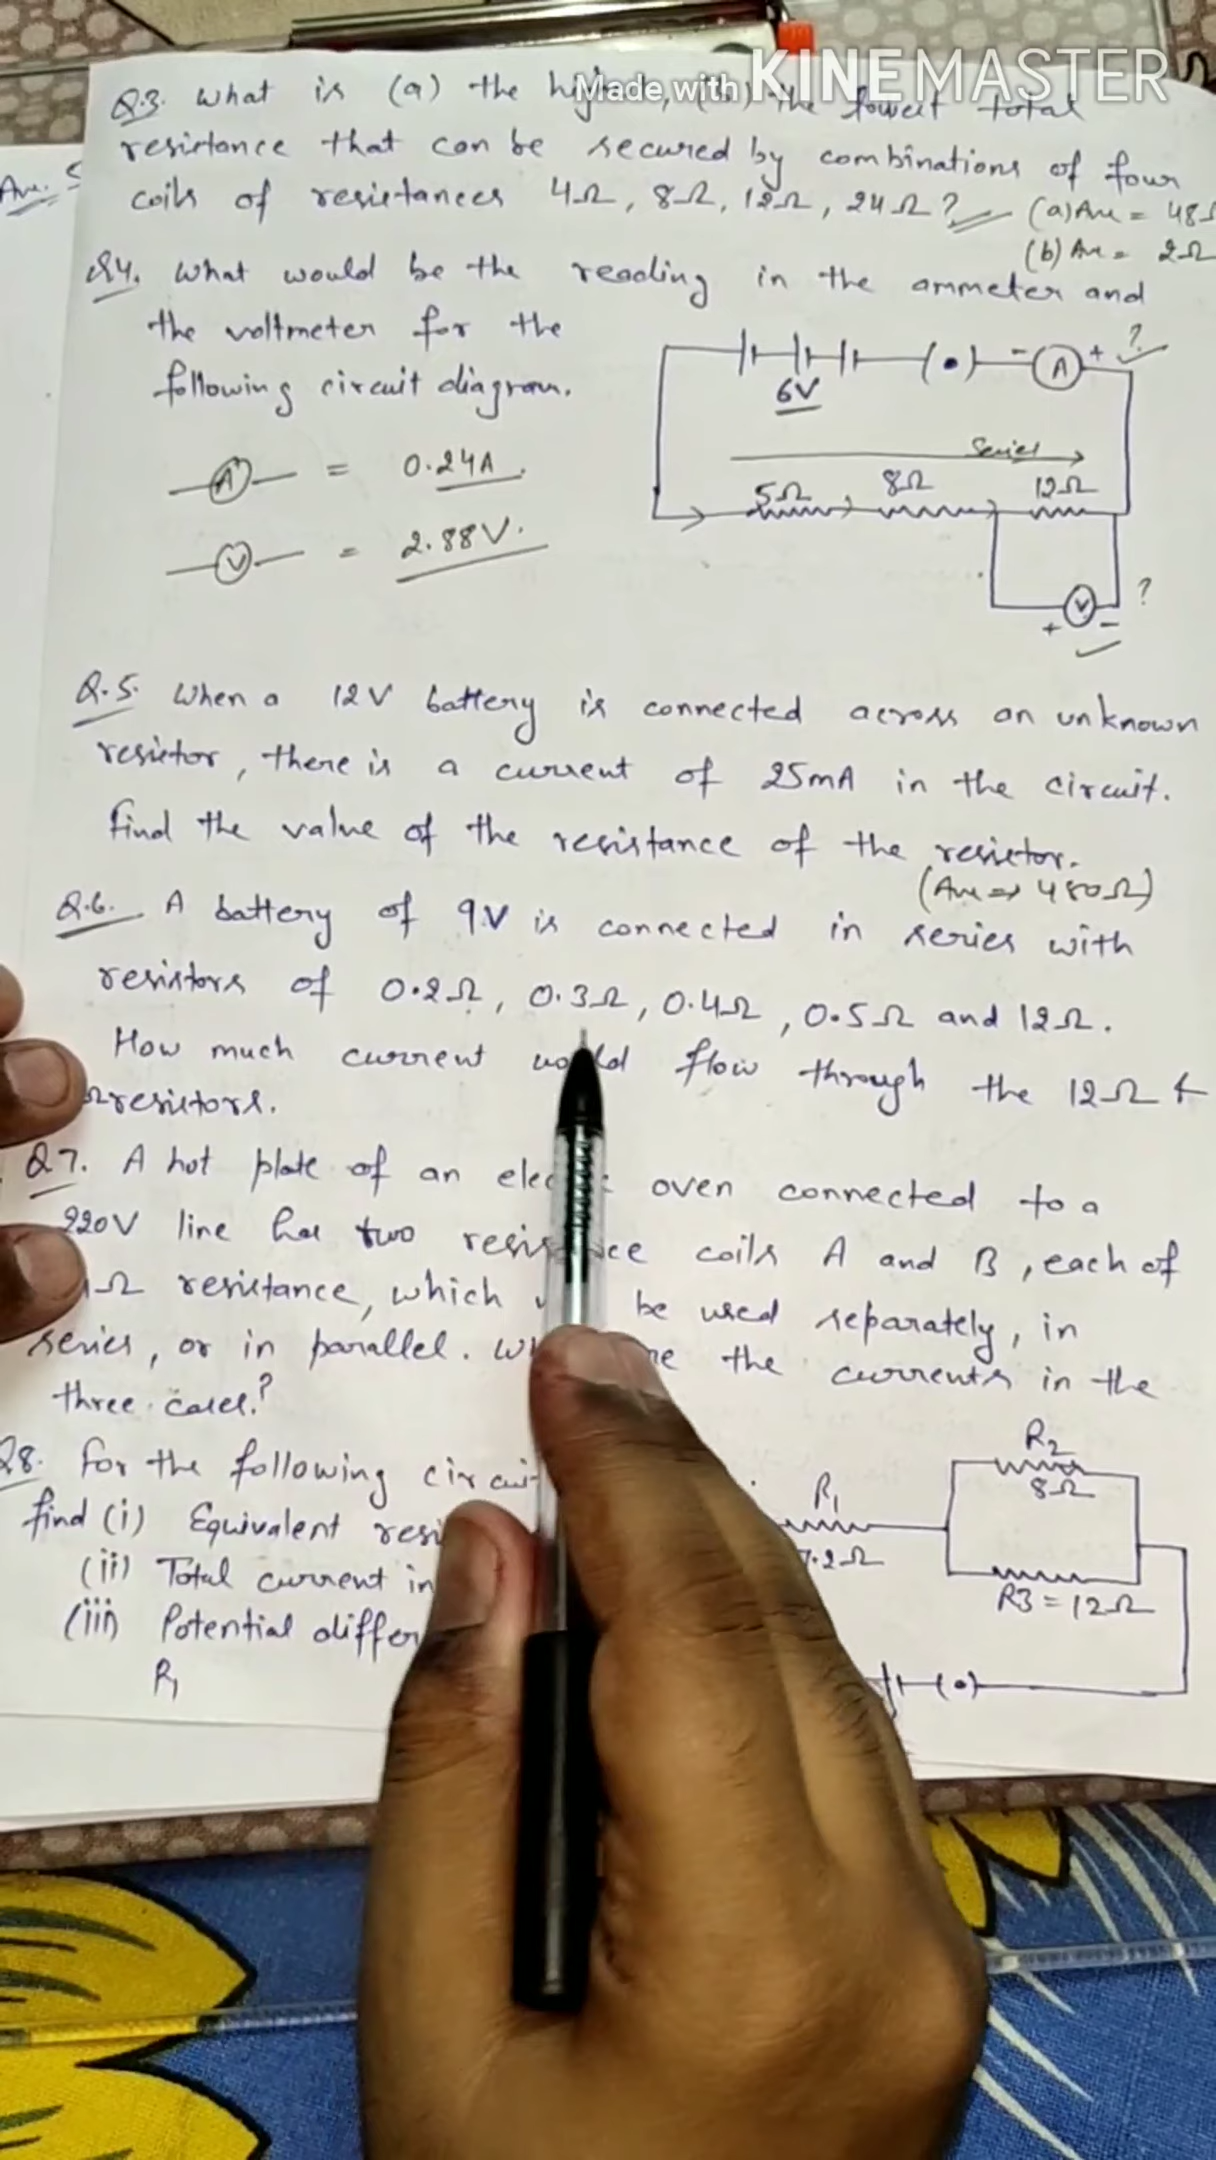 Made with KINEMASTER
Q.3. What is (a) the , (b) the lowest total
resistance that can be secured by combinations of four
coils of resistances 4Ω, 8Ω, 12Ω, 24Ω? (a) Ans = 48Ω
(b) Ans = 2Ω
Ans.
Q4. What would be the reading in the ammeter and
the voltmeter for the
following circuit diagram.
A = 0.24A
V = 2.88V.
6V
- A + ?
Series
5Ω 8Ω 12Ω
V ?
+ -
Q.5. When a 12V battery is connected across an unknown
resistor, there is a current of 25mA in the circuit.
find the value of the resistance of the resistor.
(Ans ⇒ 480Ω)
Q.6. A battery of 9V is connected in series with
resistors of 0.2Ω, 0.3Ω, 0.4Ω, 0.5Ω and 12Ω.
How much current would flow through the 12Ω
resistors.
Q7. A hot plate of an oven connected to a
220V line has two coils A and B, each of
Ω resistance, which be used separately, in
series, or in parallel. the currents in the
three cases?
Q8. For the following
find (i) Equivalent
(ii) Total current in
(iii) Potential
R1
R1
.2Ω
R2
8Ω
R3 = 12Ω